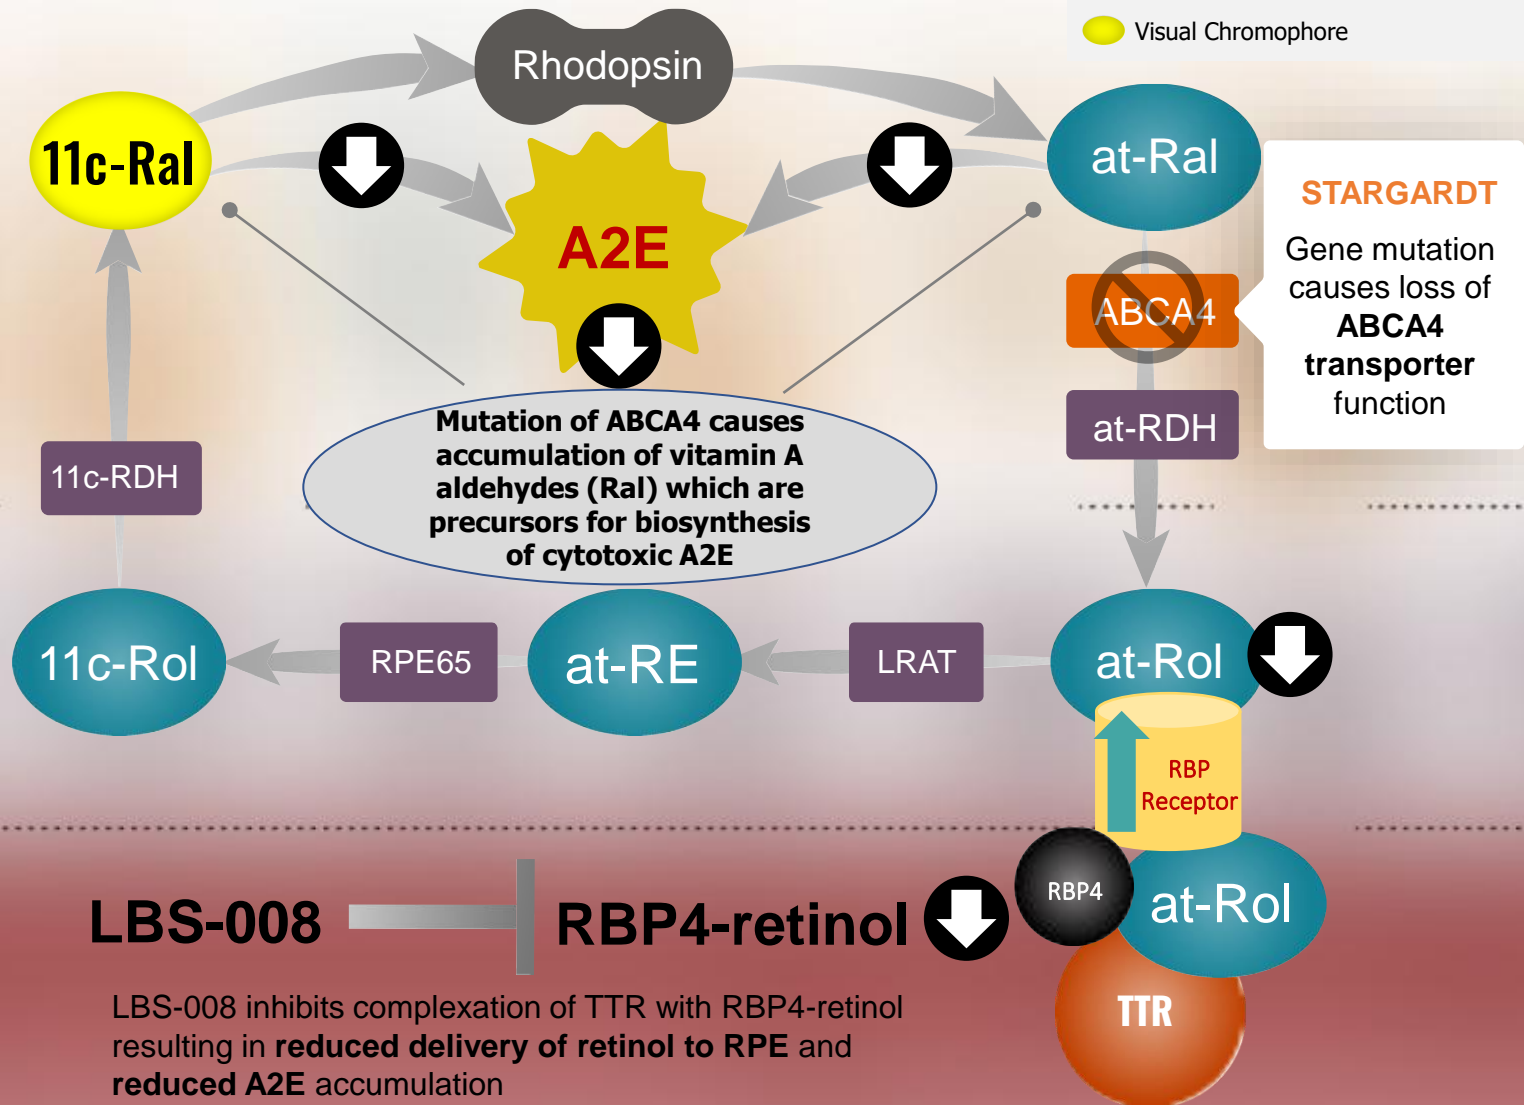 Visual Chromophore
Rhodopsin
11c-Ral
at-Ral
A2E
STARGARDT
Gene mutation
causes loss of
ABCA4
transporter
function
ABCA4
at-RDH
Mutation of ABCA4 causes
accumulation of vitamin A
aldehydes (Ral) which are
precursors for biosynthesis
of cytotoxic A2E
11c-RDH
11c-Rol
RPE65
at-RE
LRAT
at-Rol
RBP
Receptor
RBP4
at-Rol
LBS-008
RBP4-retinol
TTR
LBS-008 inhibits complexation of TTR with RBP4-retinol
resulting in reduced delivery of retinol to RPE and
reduced A2E accumulation